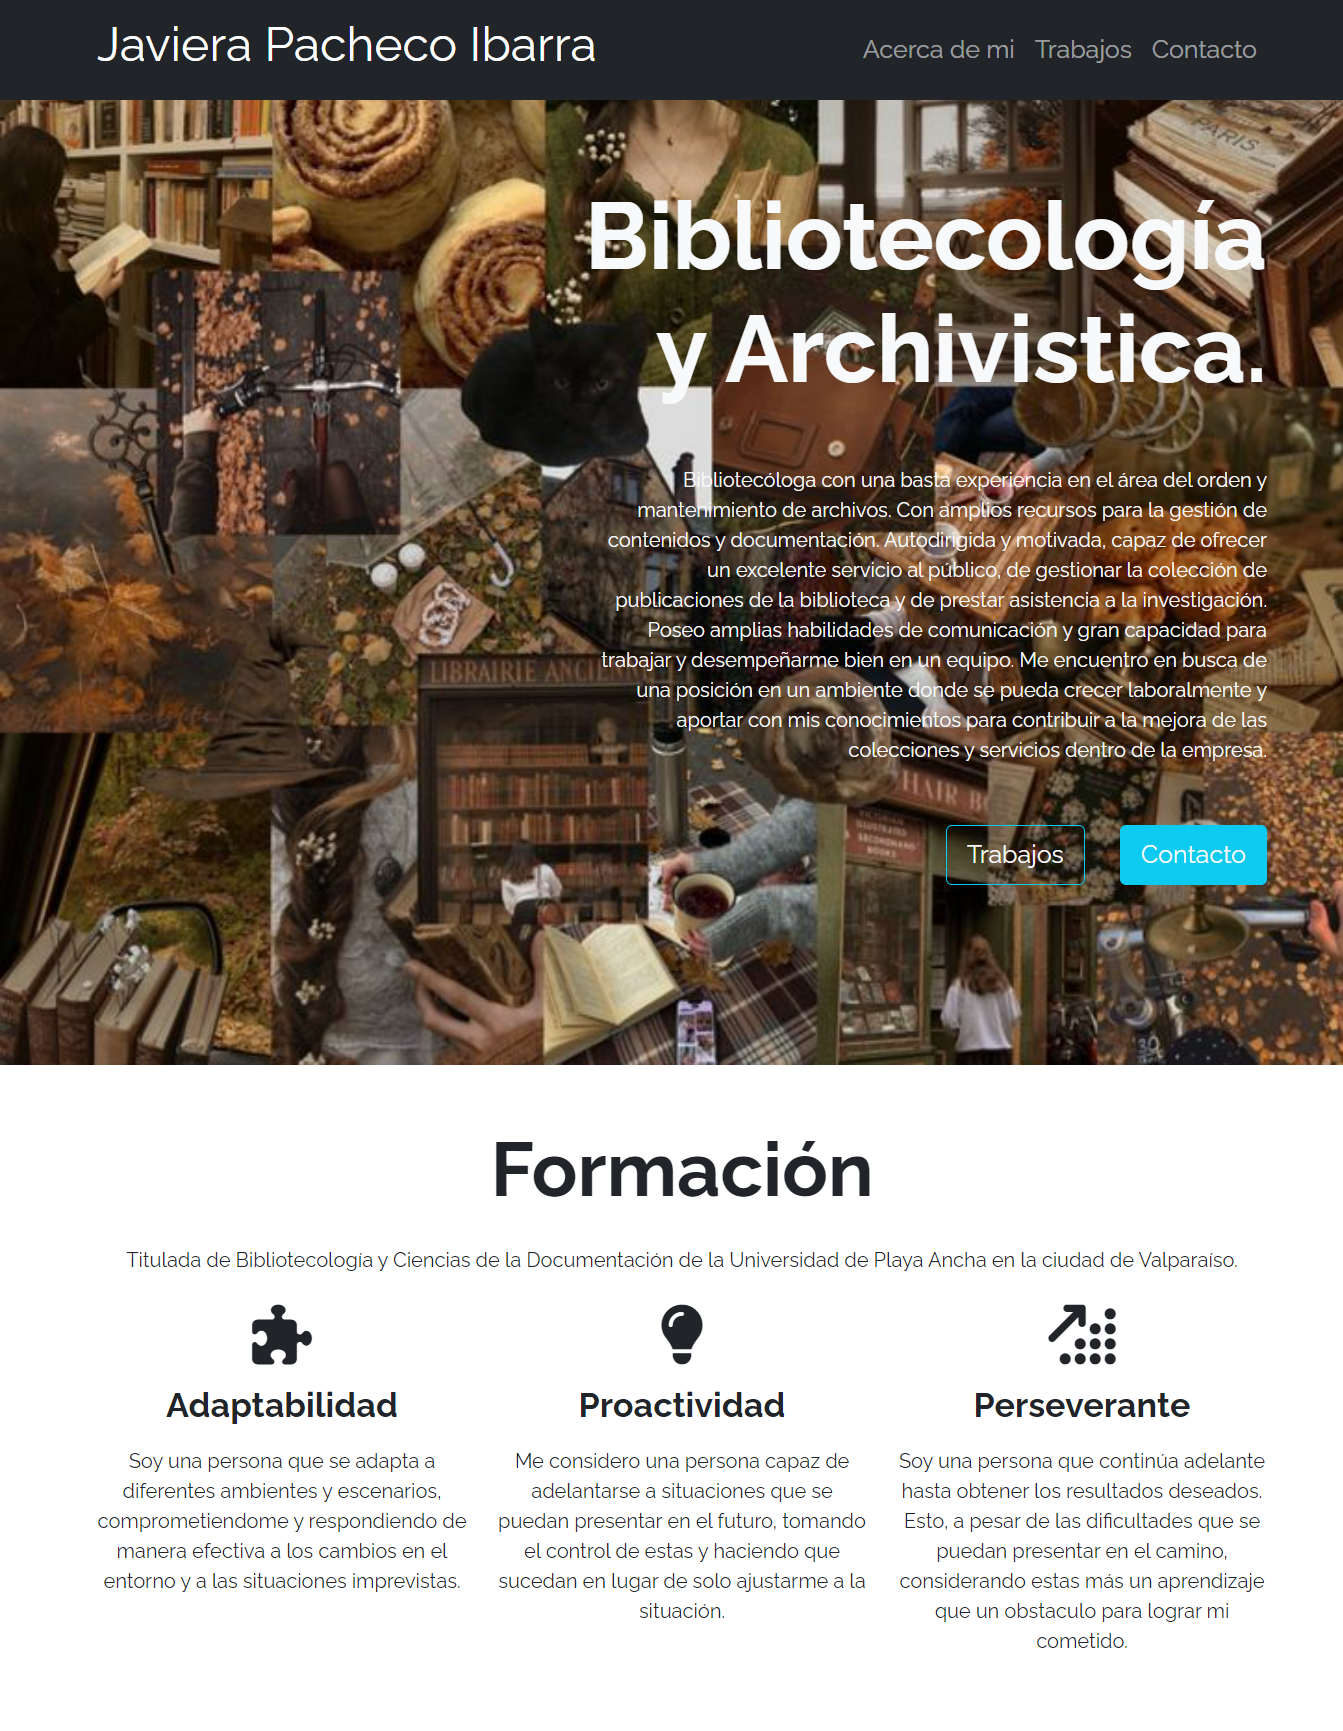 Javiera Pacheco Ibarra
Acerca de mi Trabajos Contacto
PARIS
Bibliotecología
y Archivistica.
Bibliotecóloga con una basta experiencia en el área del orden y
mantenimiento de archivos. Con amplios recursos para la gestión de
contenidos y documentación. Autodirigida y motivada, capaz de ofrecer
un excelente servicio al público, de gestionar la colección de
publicaciones de la biblioteca y de prestar asistencia a la investigación.
Poseo amplias habilidades de comunicación y gran capacidad para
trabajar y desempeñarme bien en un equipo. Me encuentro en busca de
una posición en un ambiente donde se pueda crecer laboralmente y
aportar con mis conocimientos para contribuir a la mejora de las
colecciones y servicios dentro de la empresa.
Trabajos Contacto
Formación
Titulada de Bibliotecología y Ciencias de la Documentación de la Universidad de Playa Ancha en la ciudad de Valparaíso.
Adaptabilidad
Soy una persona que se adapta a
diferentes ambientes y escenarios,
comprometiendome y respondiendo de
manera efectiva a los cambios en el
entorno y a las situaciones imprevistas.
Proactividad
Me considero una persona capaz de
adelantarse a situaciones que se
puedan presentar en el futuro, tomando
el control de estas y haciendo que
sucedan en lugar de solo ajustarme a la
situación.
Perseverante
Soy una persona que continúa adelante
hasta obtener los resultados deseados.
Esto, a pesar de las dificultades que se
puedan presentar en el camino,
considerando estas más un aprendizaje
que un obstaculo para lograr mi
cometido.